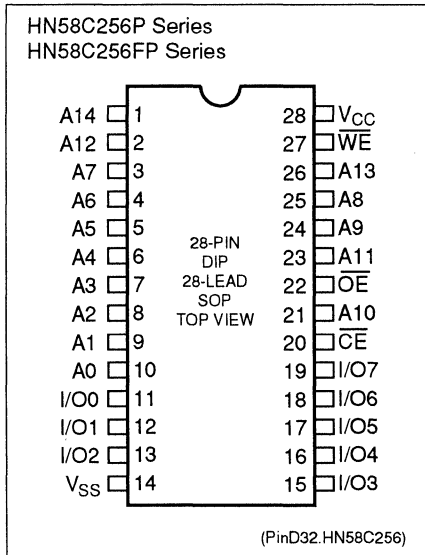 HN58C256P Series
HN58C256FP Series
A14 1 28 VCC
A12 2 27 WE
A7 3 26 A13
A6 4 25 A8
A5 5 24 A9
A4 6 23 A11
A3 7 22 OE
A2 8 21 A10
A1 9 20 CE
A0 10 19 I/O7
I/O0 11 18 I/O6
I/O1 12 17 I/O5
I/O2 13 16 I/O4
VSS 14 15 I/O3
28-PIN
DIP
28-LEAD
SOP
TOP VIEW
(PinD32.HN58C256)